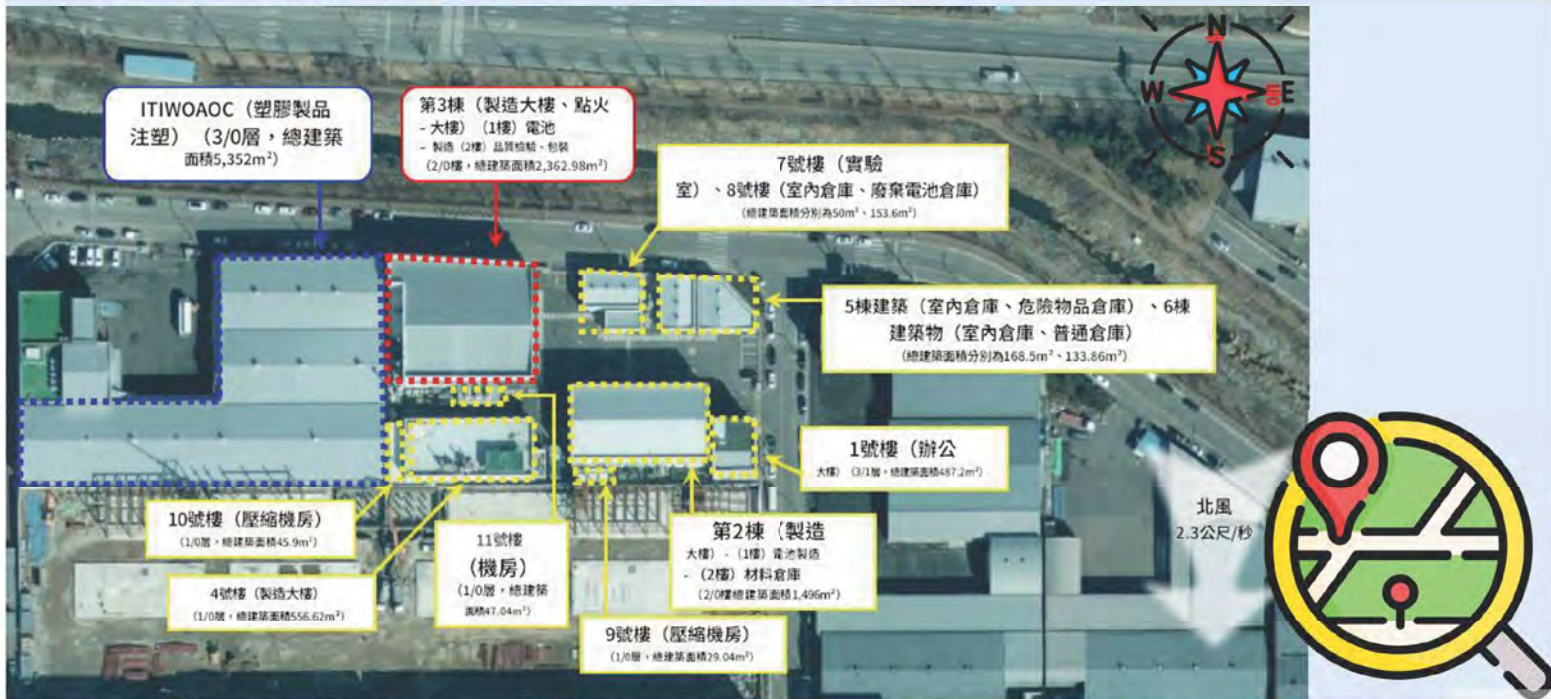 N
W
E
S
ITIWOAOC（塑膠製品
注塑）（3/0層，總建築
面積5,352m²）
第3棟（製造大樓、點火
- 大樓）（1樓）電池
- 製造（2樓）品質檢驗、包裝
（2/0樓，總建築面積2,362.98m²）
7號樓（實驗
室）、8號樓（室內倉庫、廢棄電池倉庫）
（總建築面積分別為50m²、153.6m²）
5棟建築（室內倉庫、危險物品倉庫）、6棟
建築物（室內倉庫、普通倉庫）
（總建築面積分別為168.5m²、133.86m²）
1號樓（辦公
大樓）（3/1層，總建築面積487.2m²）
10號樓（壓縮機房）
（1/0層，總建築面積45.9m²）
4號樓（製造大樓）
（1/0層，總建築面積556.62m²）
11號樓
（機房）
（1/0層，總建築
面積47.04m²）
第2棟（製造
大樓）-（1樓）電池製造
-（2樓）材料倉庫
（2/0樓總建築面積1,496m²）
9號樓（壓縮機房）
（1/0層，總建築面積29.04m²）
北風
2.3公尺/秒